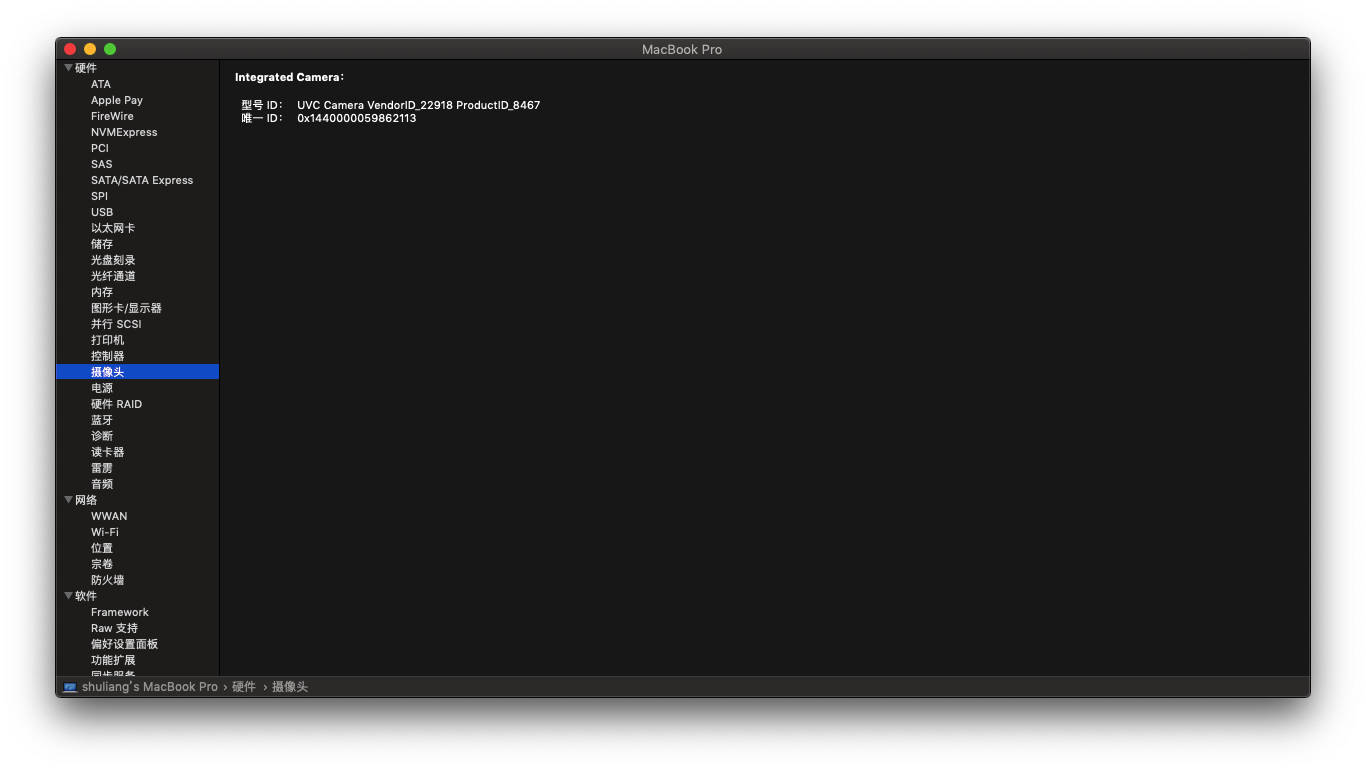 MacBook Pro
硬件
ATA
Apple Pay
FireWire
NVMExpress
PCI
SAS
SATA/SATA Express
SPI
USB
以太网卡
储存
光盘刻录
光纤通道
内存
图形卡/显示器
并行 SCSI
打印机
控制器
摄像头
电源
硬件 RAID
蓝牙
诊断
读卡器
雷雳
音频
网络
WWAN
Wi-Fi
位置
宗卷
防火墙
软件
Framework
Raw 支持
偏好设置面板
功能扩展
同步服务
Integrated Camera：
型号 ID： UVC Camera VendorID_22918 ProductID_8467
唯一 ID： 0x1440000059862113
shuliang’s MacBook Pro › 硬件 › 摄像头